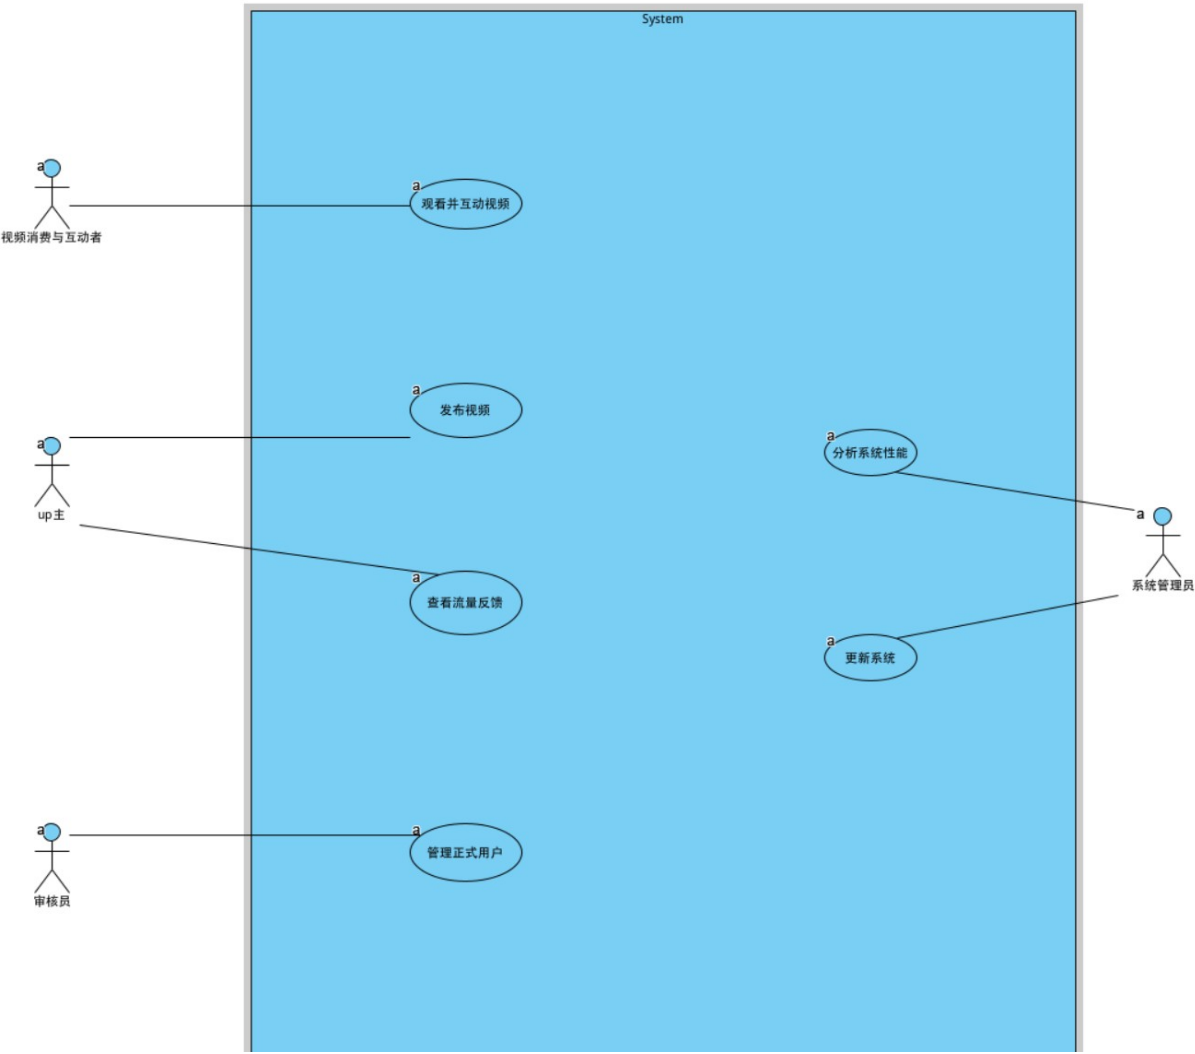 System
a
视频消费与互动者
a
观看并互动视频
a
发布视频
a
up主
a
分析系统性能
a
系统管理员
a
查看流量反馈
a
更新系统
a
审核员
a
管理正式用户